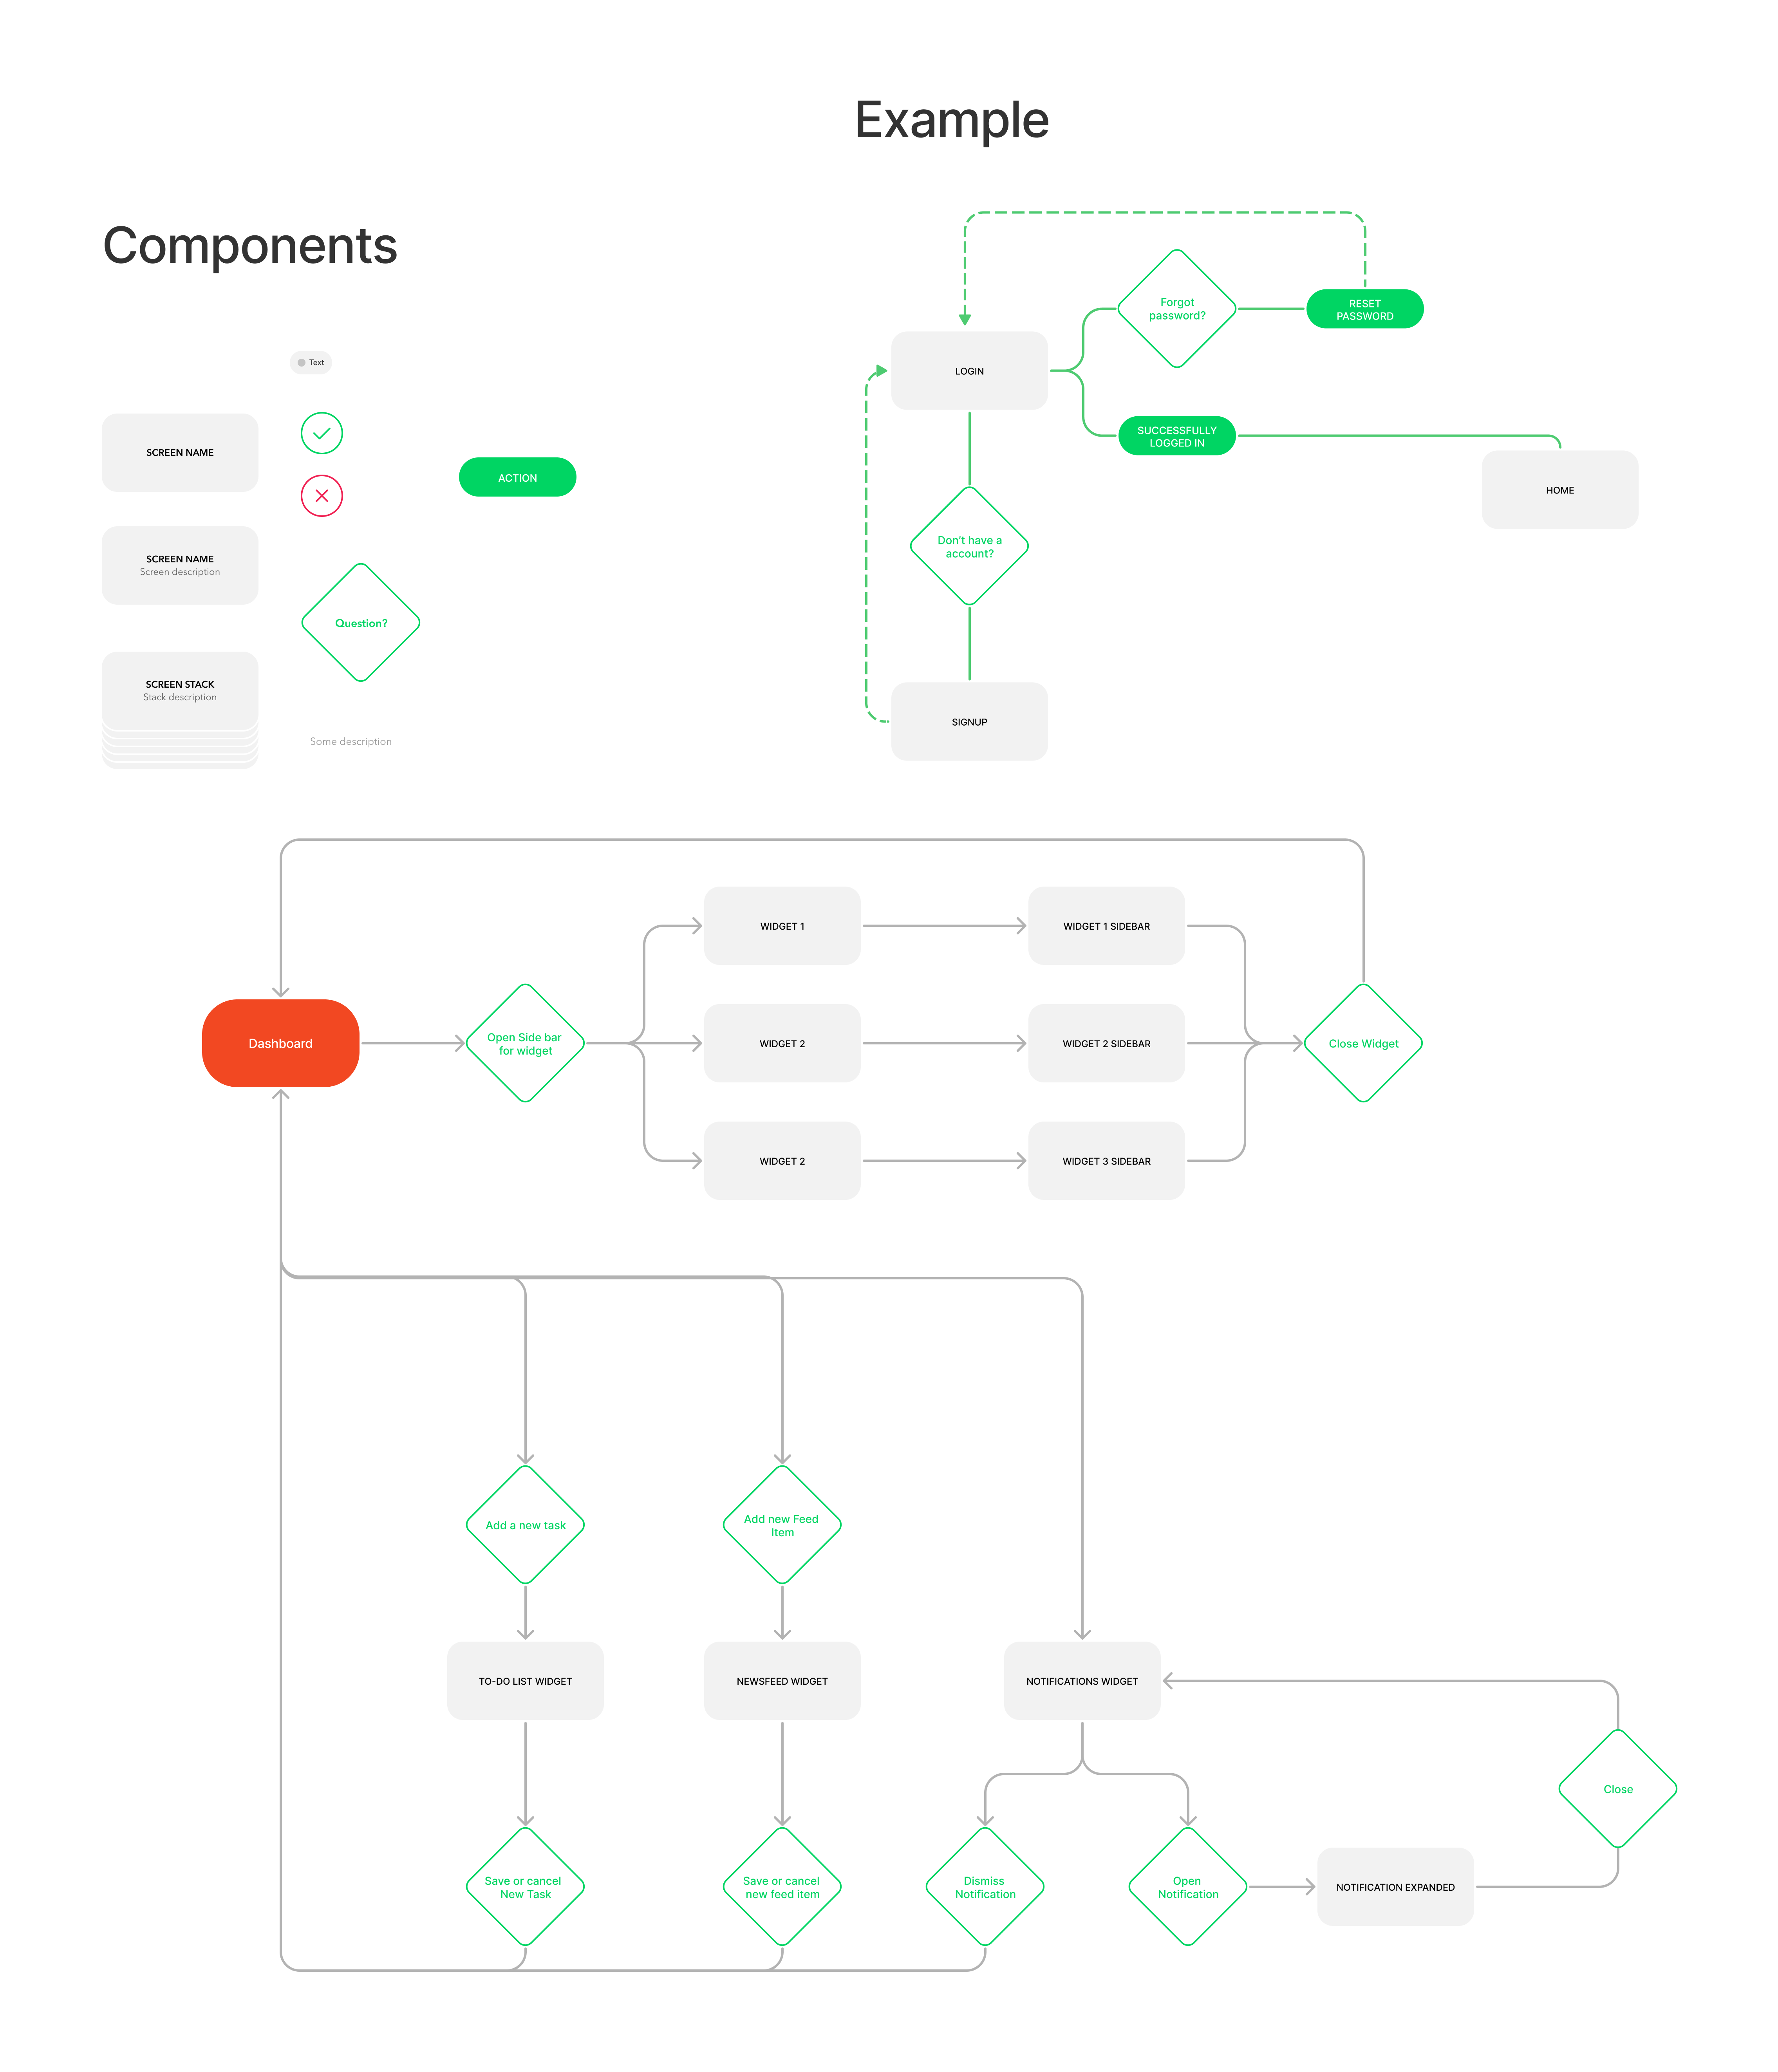 Example
Components
Text
SCREEN NAME
ACTION
SCREEN NAME
Screen description
Question?
SCREEN STACK
Stack description
Some description
Forgot
password?
RESET
PASSWORD
LOGIN
SUCCESSFULLY
LOGGED IN
HOME
Don't have a
account?
SIGNUP
WIDGET 1
WIDGET 1 SIDEBAR
Dashboard
Open Side bar
for widget
WIDGET 2
WIDGET 2 SIDEBAR
Close Widget
WIDGET 2
WIDGET 3 SIDEBAR
Add a new task
Add new Feed
Item
TO-DO LIST WIDGET
NEWSFEED WIDGET
NOTIFICATIONS WIDGET
Close
Save or cancel
New Task
Save or cancel
new feed item
Dismiss
Notification
Open
Notification
NOTIFICATION EXPANDED